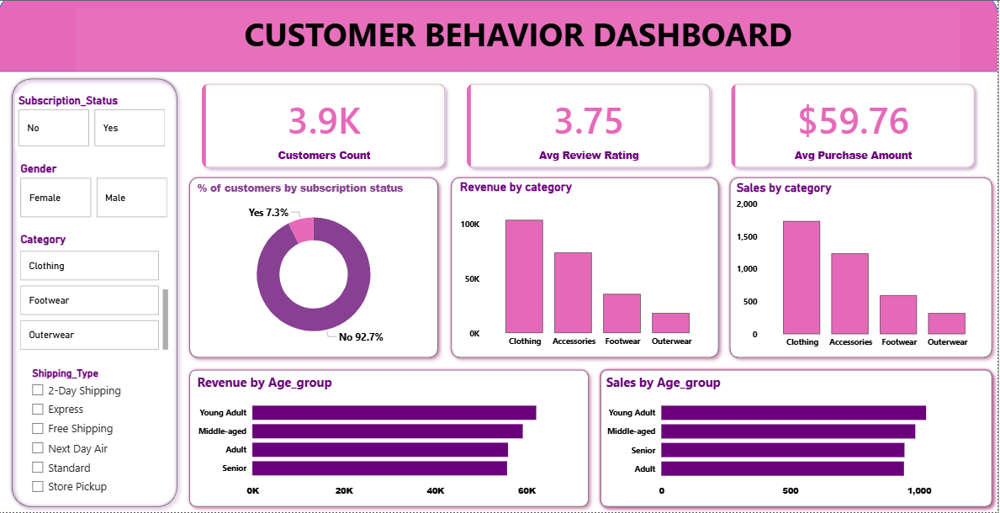 CUSTOMER BEHAVIOR DASHBOARD
Subscription_Status
No
Yes
Gender
Female
Male
Category
Clothing
Footwear
Outerwear
Shipping_Type
2-Day Shipping
Express
Free Shipping
Next Day Air
Standard
Store Pickup
3.9K
Customers Count
3.75
Avg Review Rating
$59.76
Avg Purchase Amount
% of customers by subscription status
Yes 7.3%
No 92.7%
Revenue by category
100K
50K
0K
Clothing Accessories Footwear Outerwear
Sales by category
2,000
1,500
1,000
500
0
Clothing Accessories Footwear Outerwear
Revenue by Age_group
Young Adult
Middle-aged
Adult
Senior
0K 20K 40K 60K
Sales by Age_group
Young Adult
Middle-aged
Senior
Adult
0 500 1,000